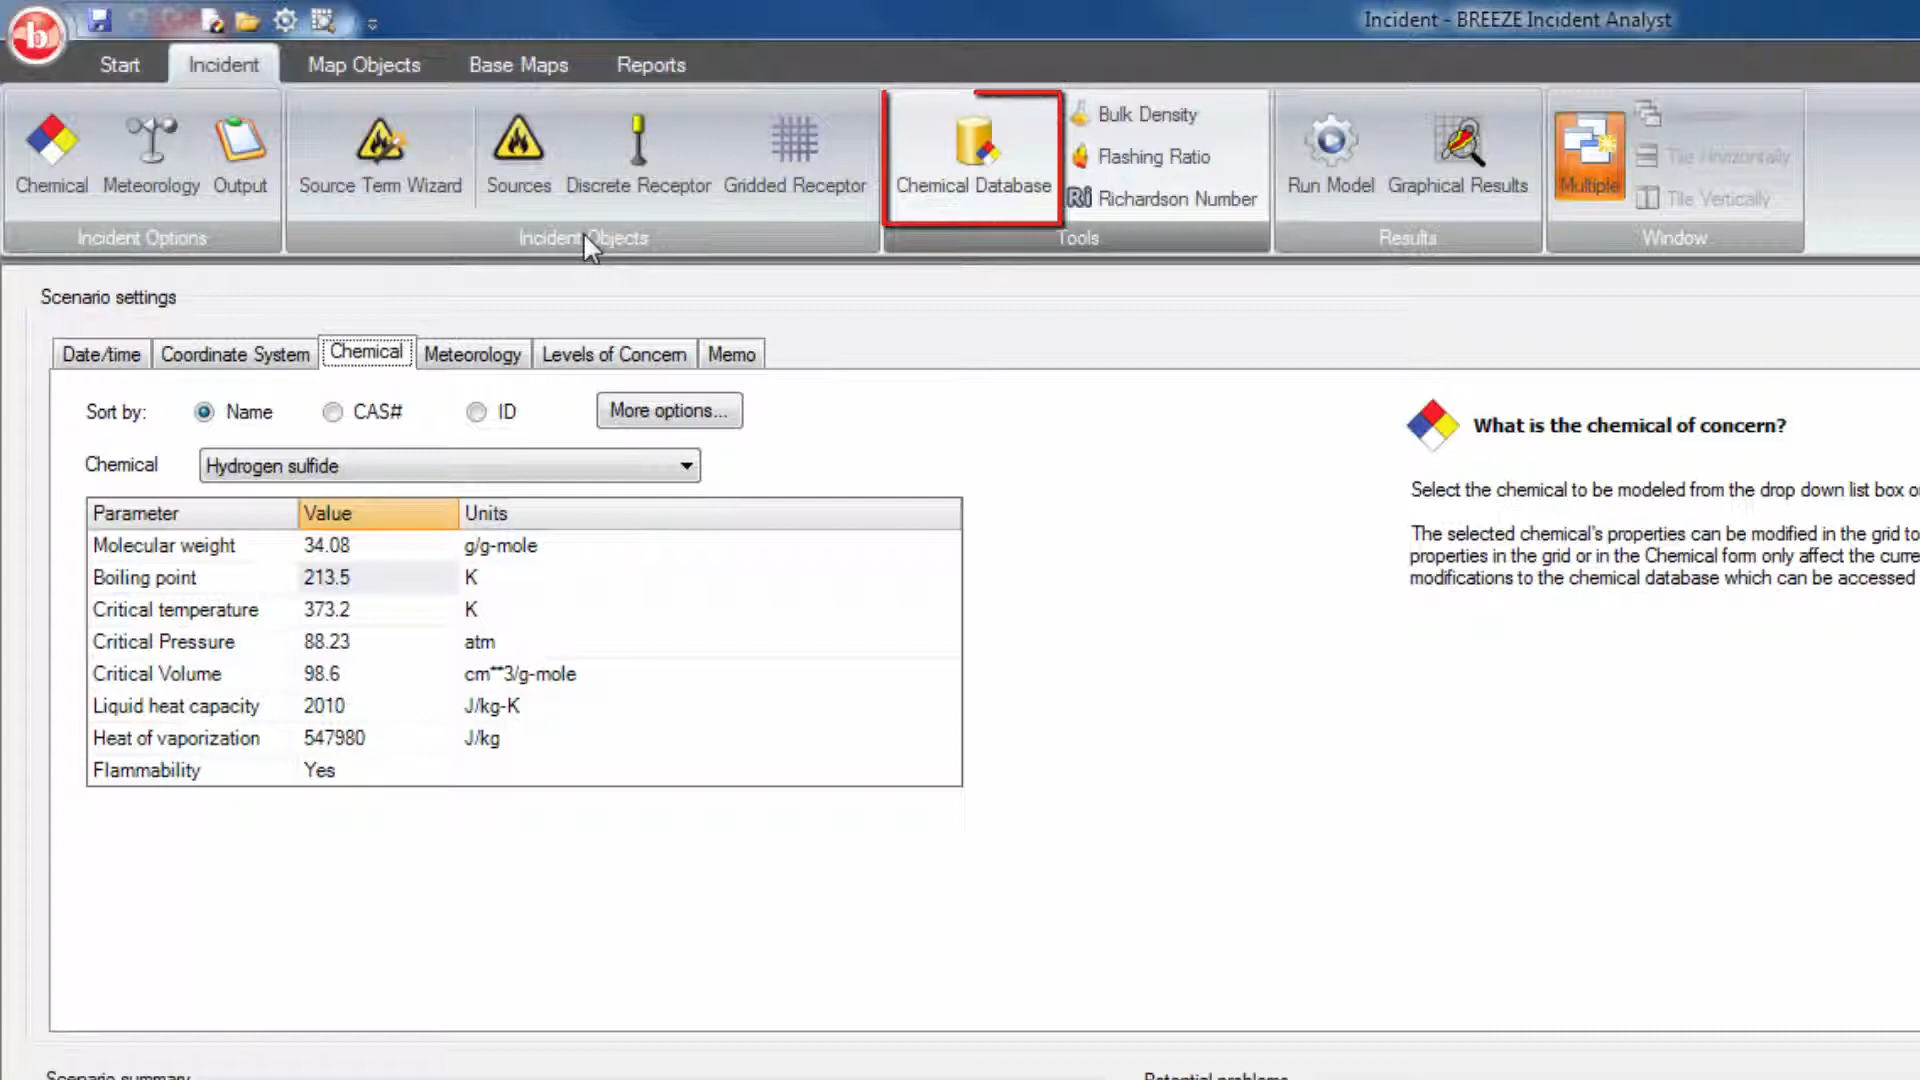 Incident - BREEZE Incident Analyst
b
Start Incident Map Objects Base Maps Reports
Chemical Meteorology Output
Incident Options
Source Term Wizard Sources Discrete Receptor Gridded Receptor
Incident Objects
Chemical Database
Bulk Density
Flashing Ratio
Ri Richardson Number
Tools
Run Model Graphical Results
Results
Multiple
Tile Horizontally
Tile Vertically
Window
Scenario settings
Date/time Coordinate System Chemical Meteorology Levels of Concern Memo
Sort by: Name CAS# ID More options...
Chemical Hydrogen sulfide
Parameter Value Units
Molecular weight 34.08 g/g-mole
Boiling point 213.5 K
Critical temperature 373.2 K
Critical Pressure 88.23 atm
Critical Volume 98.6 cm**3/g-mole
Liquid heat capacity 2010 J/kg-K
Heat of vaporization 547980 J/kg
Flammability Yes
What is the chemical of concern?
Select the chemical to be modeled from the drop down list box
The selected chemical's properties can be modified in the grid to
properties in the grid or in the Chemical form only affect the
modifications to the chemical database which can be accessed
Scenario summary
Potential problems